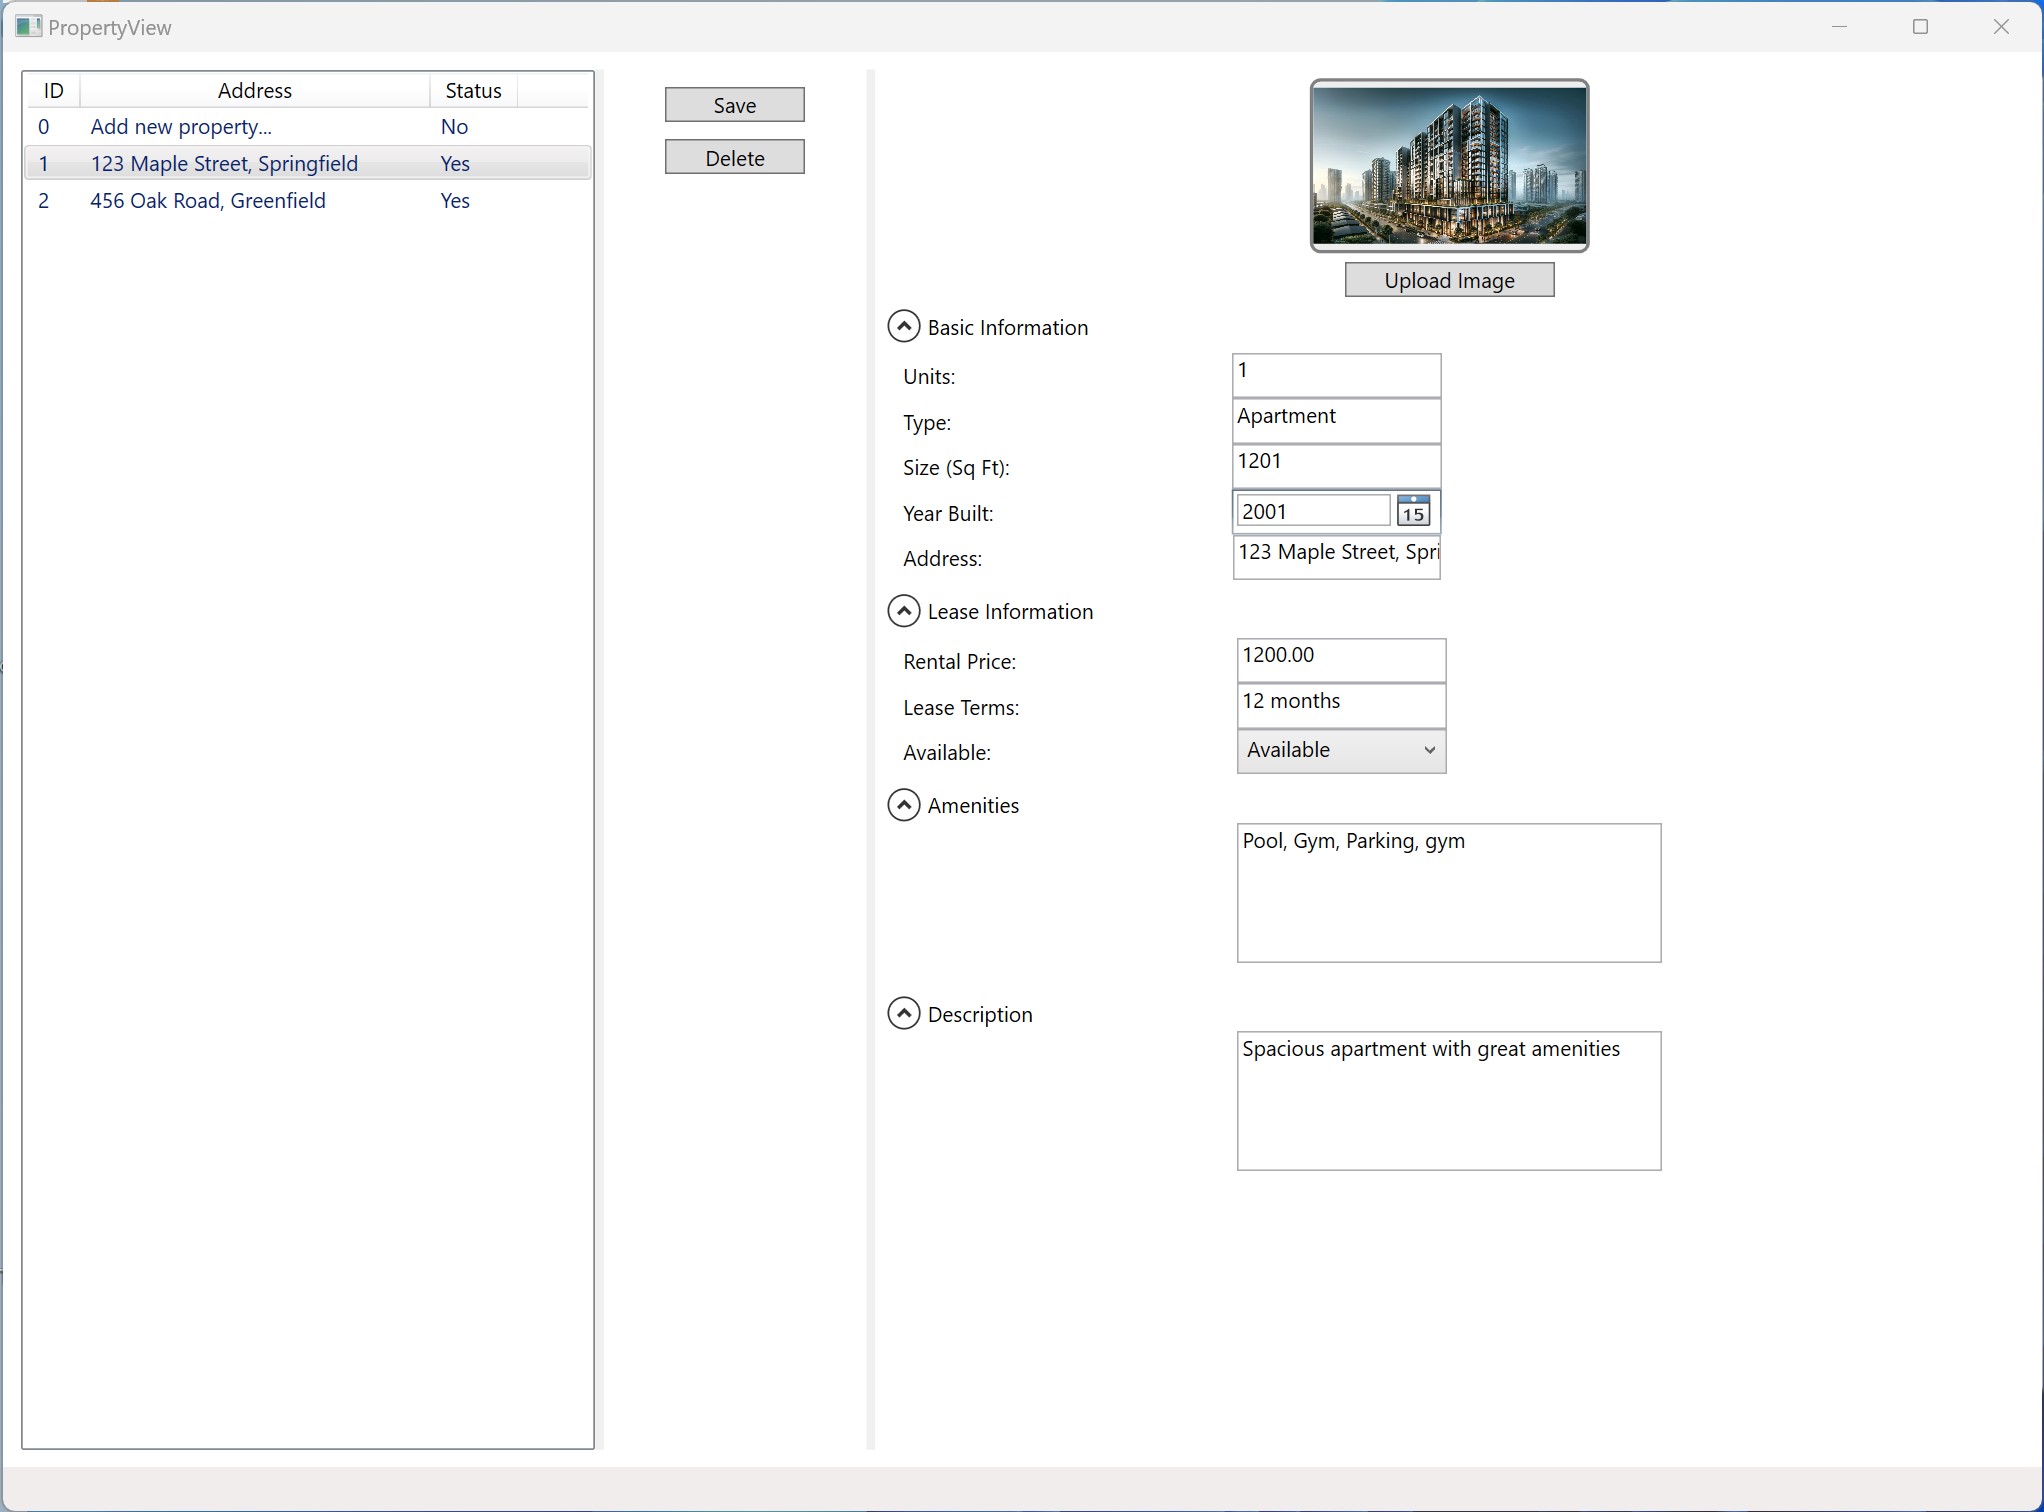 PropertyView
ID Address Status
0 Add new property... No
1 123 Maple Street, Springfield Yes
2 456 Oak Road, Greenfield Yes
Save
Delete
Upload Image
Basic Information
Units: 1
Type: Apartment
Size (Sq Ft): 1201
Year Built: 2001 15
Address: 123 Maple Street, Spri
Lease Information
Rental Price: 1200.00
Lease Terms: 12 months
Available: Available
Amenities
Pool, Gym, Parking, gym
Description
Spacious apartment with great amenities